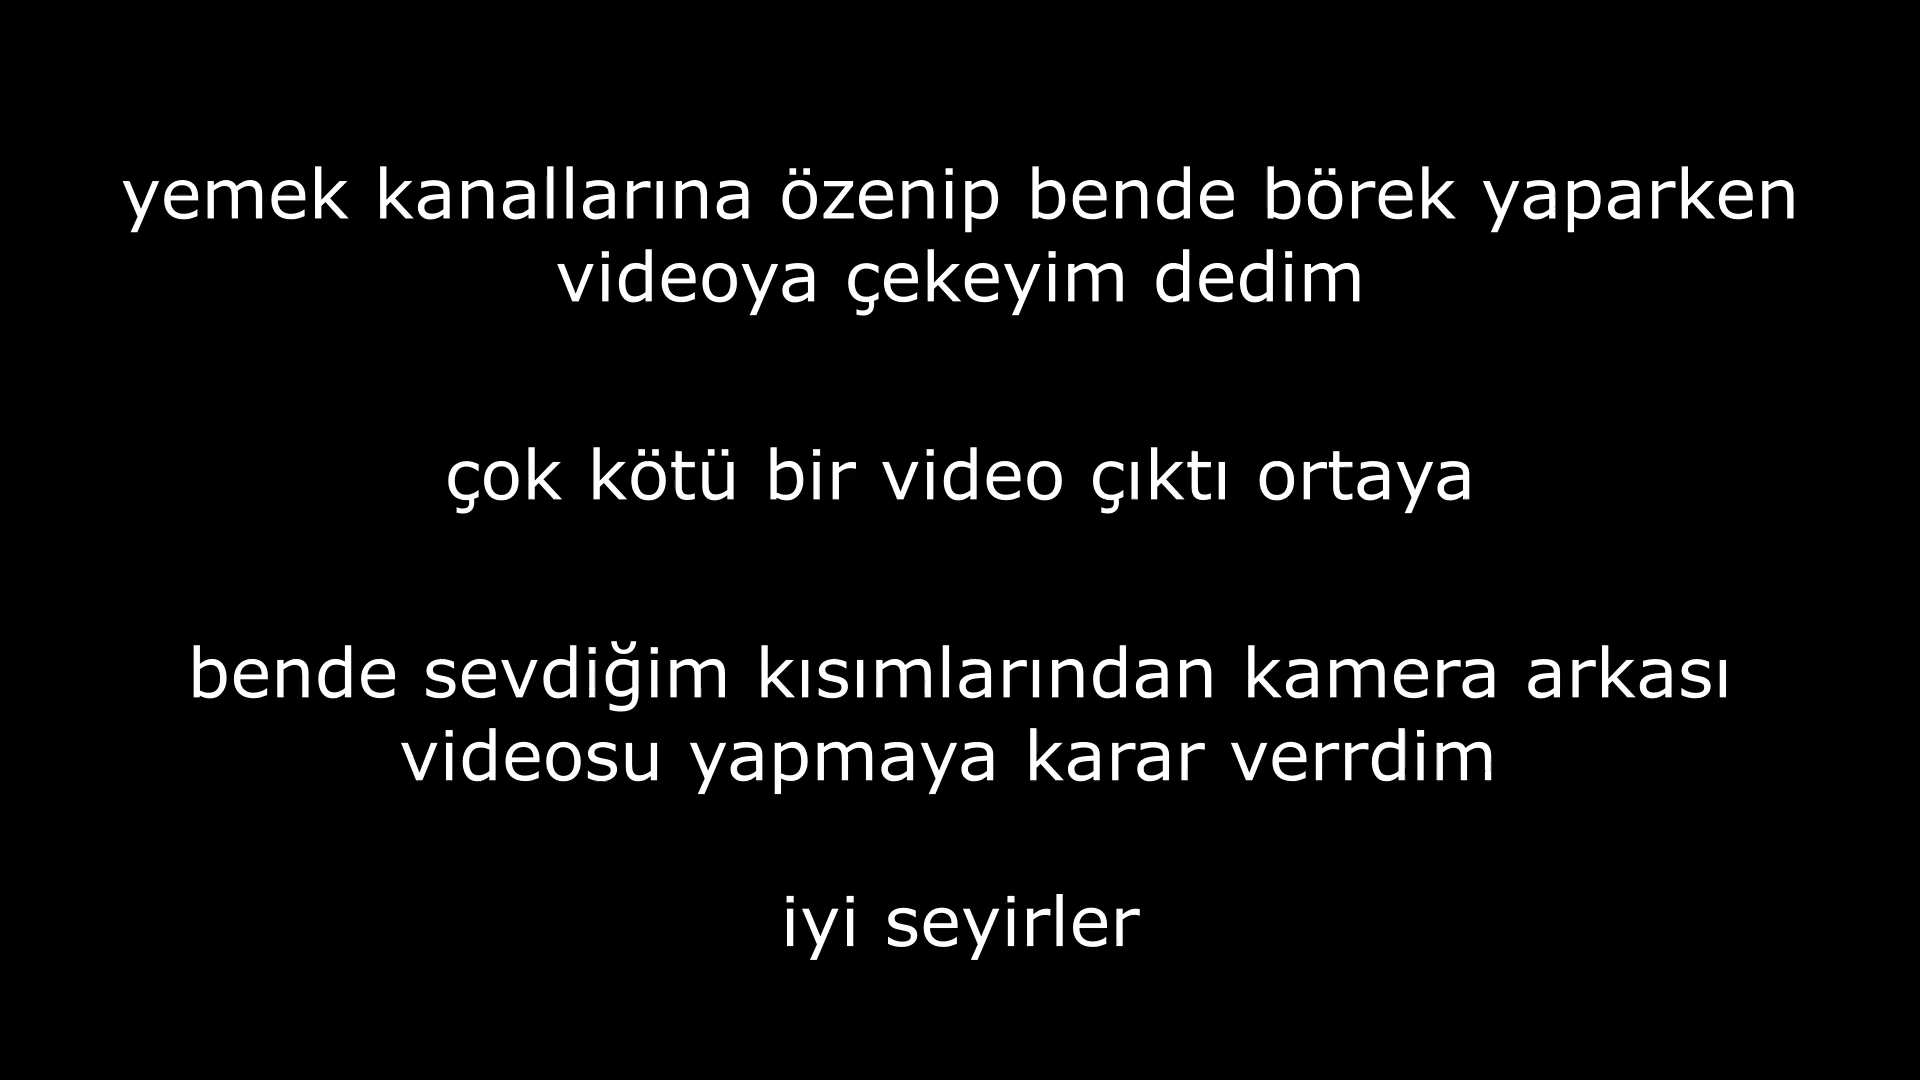 yemek kanallarına özenip bende börek yaparken
videoya çekeyim dedim
çok kötü bir video çıktı ortaya
bende sevdiğim kısımlarından kamera arkası
videosu yapmaya karar verrdim
iyi seyirler